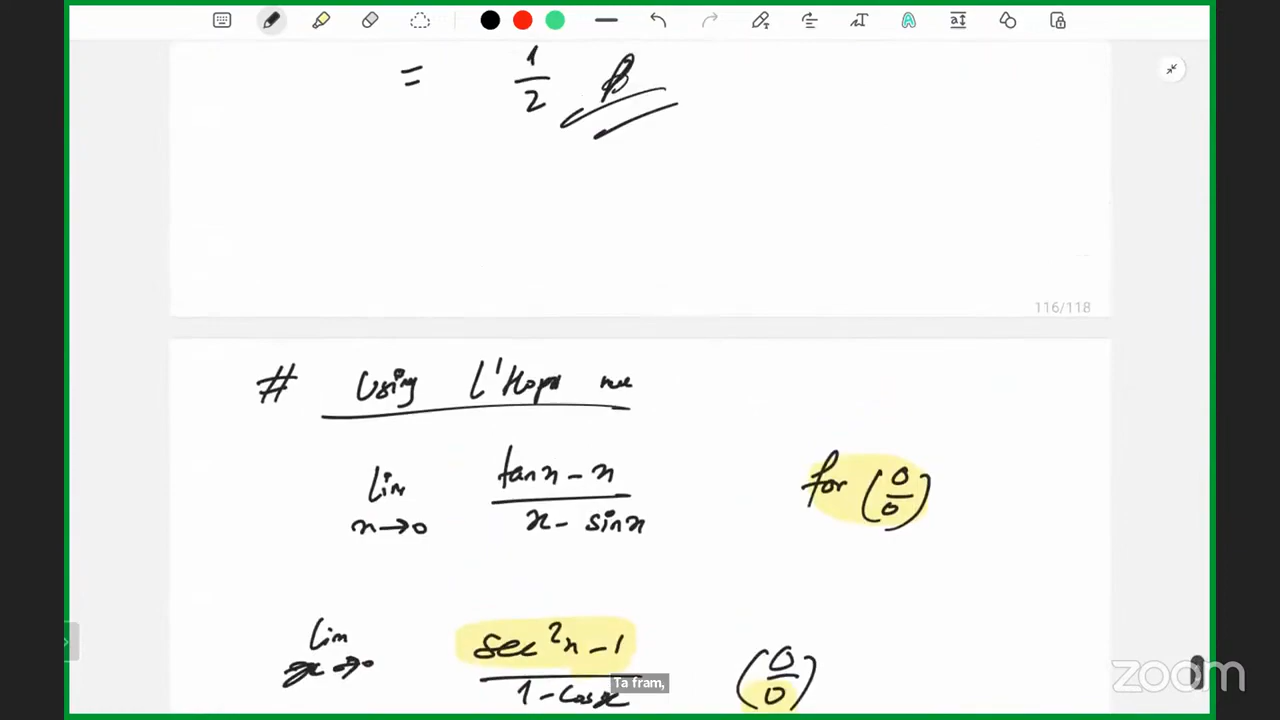 = 1/2
116/118
# Using L'Hopi rule
lim x→0 (tanx - x)/(x - sinx) for (0/0)
lim x→0 (sec²x - 1)/(1 - cosx) (0/0)
Ta fram,
zoom